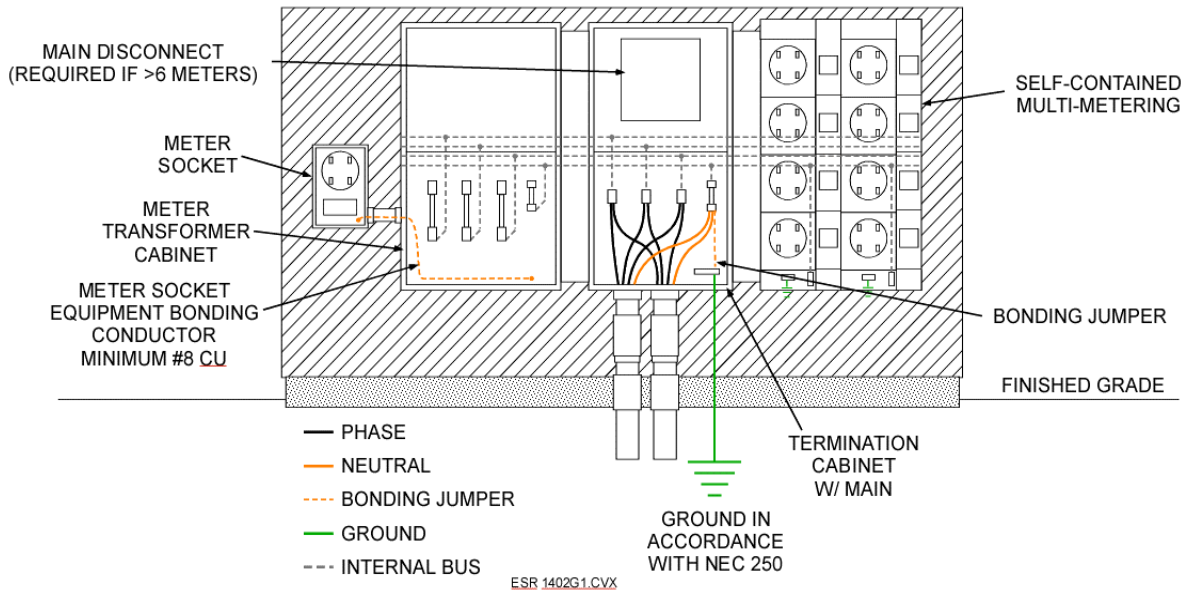 MAIN DISCONNECT
(REQUIRED IF >6 METERS)
METER
SOCKET
METER
TRANSFORMER
CABINET
METER SOCKET
EQUIPMENT BONDING
CONDUCTOR
MINIMUM #8 CU
SELF-CONTAINED
MULTI-METERING
BONDING JUMPER
FINISHED GRADE
TERMINATION
CABINET
W/ MAIN
GROUND IN
ACCORDANCE
WITH NEC 250
PHASE
NEUTRAL
BONDING JUMPER
GROUND
INTERNAL BUS
ESR 1402G1.CVX